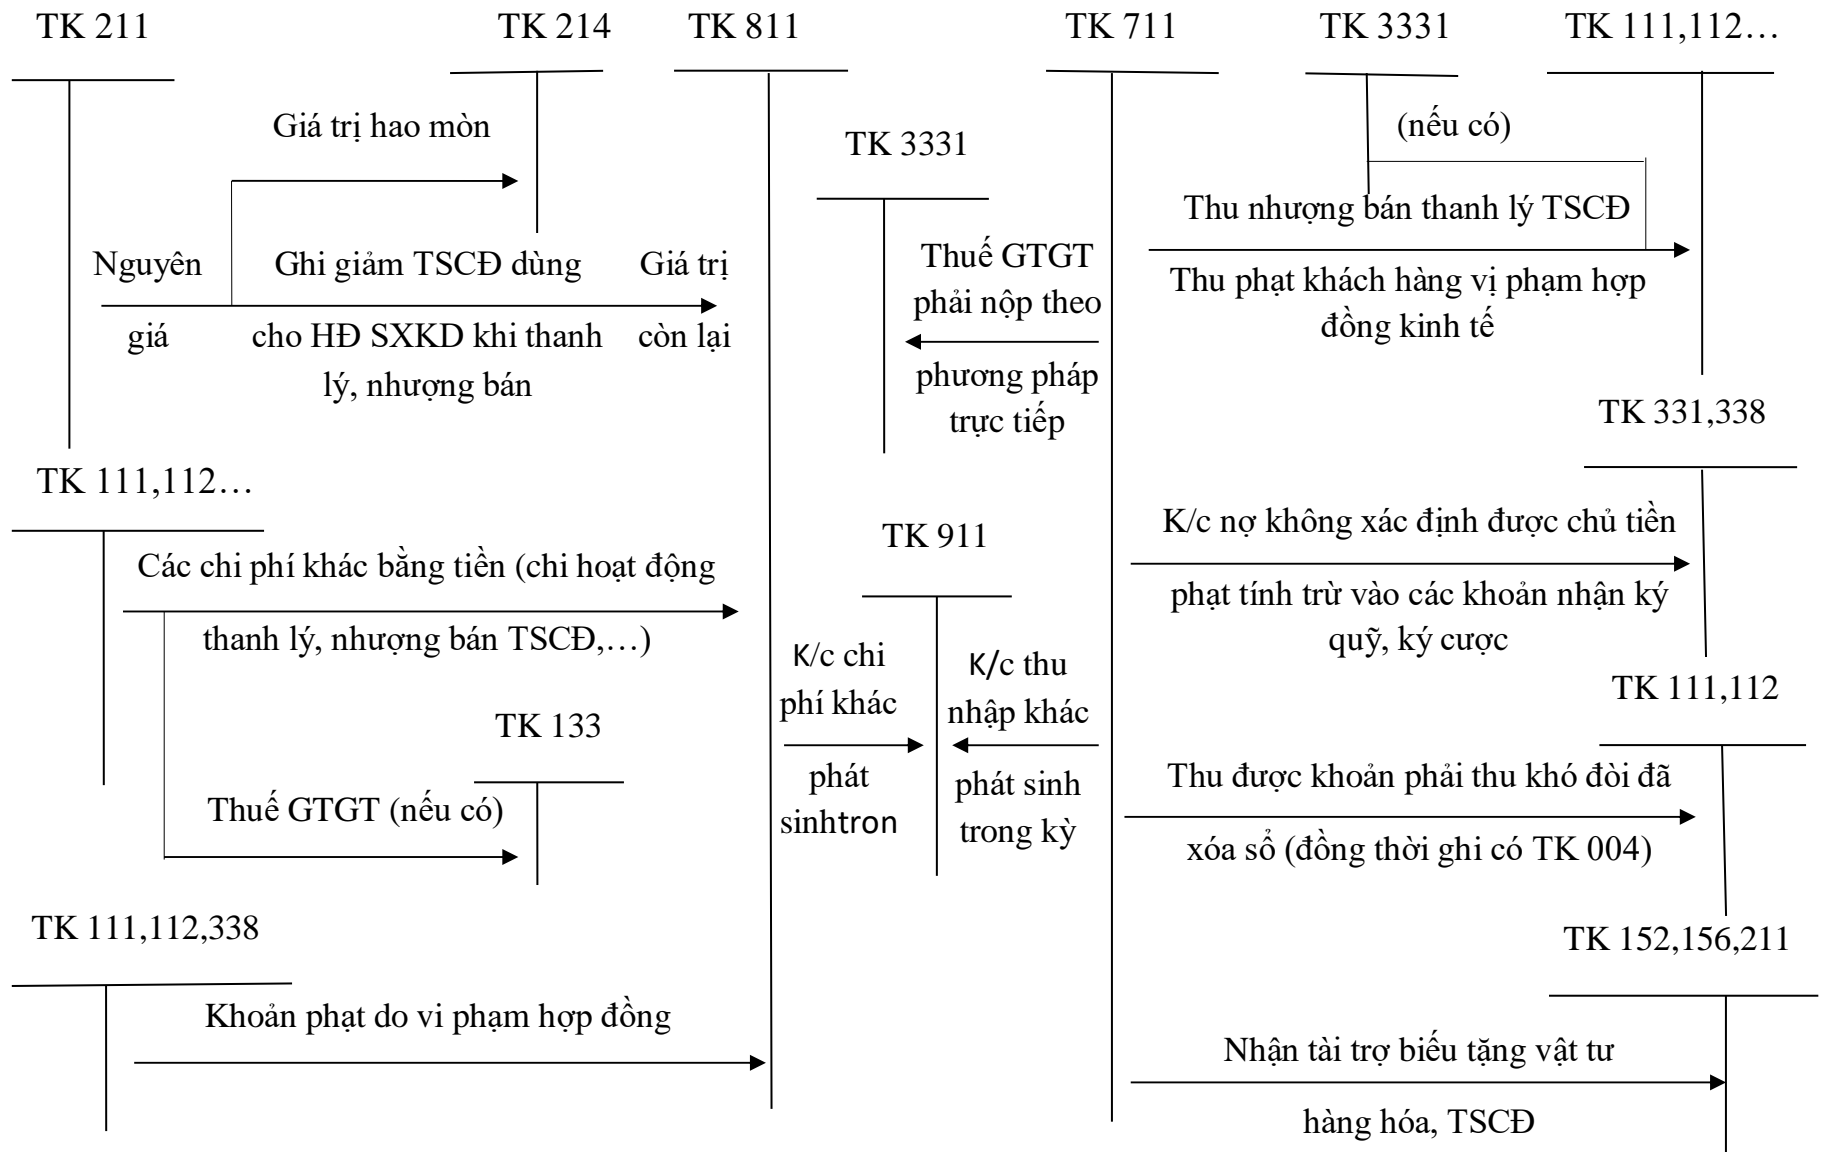 TK 211
TK 214
TK 811
TK 711
TK 3331
TK 111,112…
Giá trị hao mòn
TK 3331
(nếu có)
Thu nhượng bán thanh lý TSCĐ
Nguyên
Ghi giảm TSCĐ dùng
Giá trị
Thuế GTGT
phải nộp theo
Thu phạt khách hàng vị phạm hợp
đồng kinh tế
giá
cho HĐ SXKD khi thanh
còn lại
lý, nhượng bán
phương pháp
trực tiếp
TK 331,338
TK 111,112…
TK 911
K/c nợ không xác định được chủ tiền
Các chi phí khác bằng tiền (chi hoạt động
phạt tính trừ vào các khoản nhận ký
quỹ, ký cược
thanh lý, nhượng bán TSCĐ,…)
K/c chi
phí khác
K/c thu
nhập khác
TK 111,112
TK 133
phát
sinhtron
phát sinh
trong kỳ
Thu được khoản phải thu khó đòi đã
Thuế GTGT (nếu có)
xóa sổ (đồng thời ghi có TK 004)
TK 111,112,338
TK 152,156,211
Khoản phạt do vi phạm hợp đồng
Nhận tài trợ biếu tặng vật tư
hàng hóa, TSCĐ